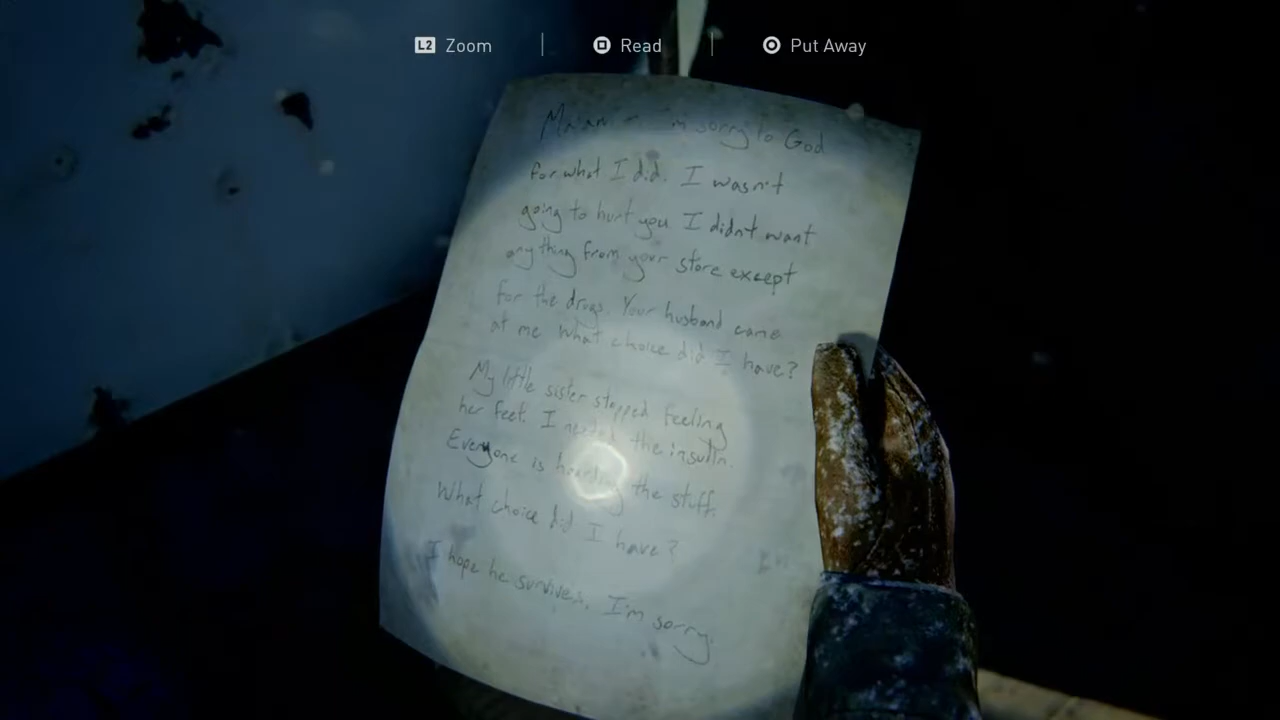 L2 Zoom
Read
Put Away
Ma'am - I'm sorry to God
for what I did. I wasn't
going to hurt you I didn't want
anything from your store except
for the drugs. Your husband came
at me what choice did I have?
My little sister stopped feeling
her feet. I needed the insulin.
Everyone is hoarding the stuff.
What choice did I have?
I hope he survives. I'm sorry.